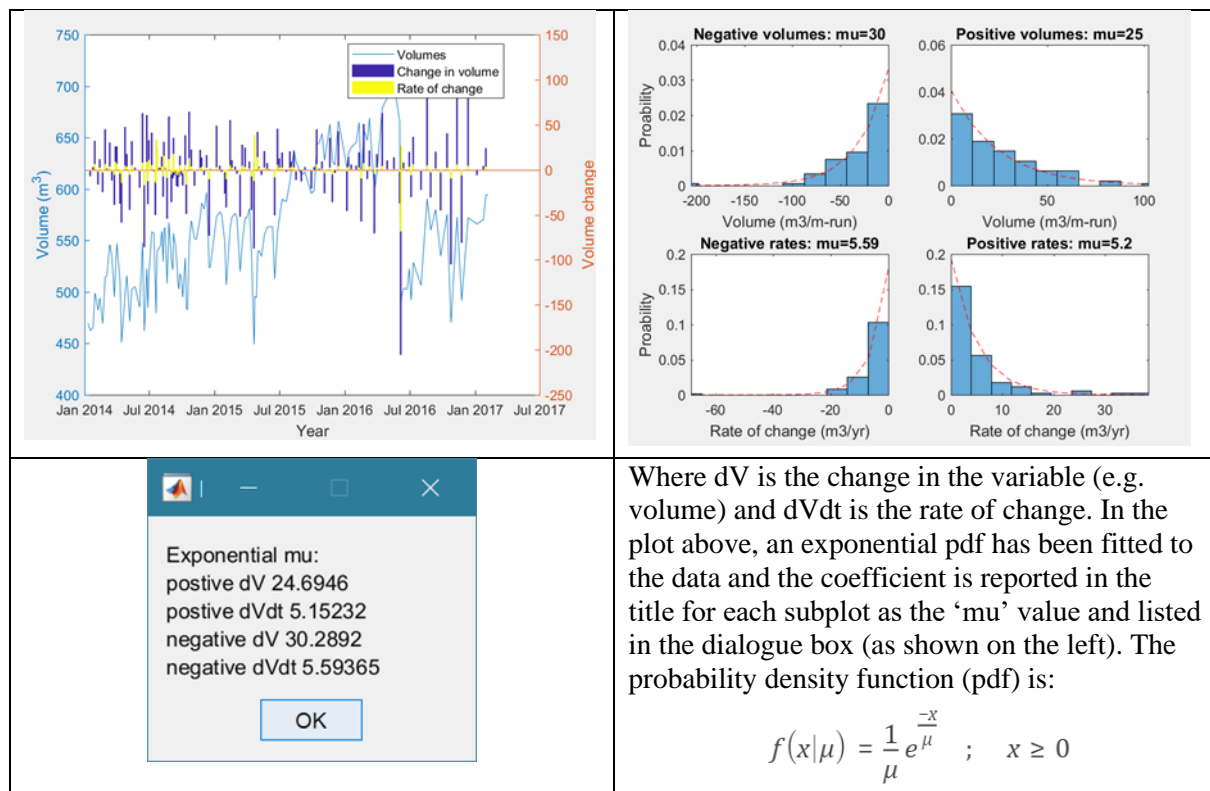 750
700
650
600
550
500
450
400
Volume (m³)
Volumes
Change in volume
Rate of change
150
100
50
0
-50
-100
-150
-200
-250
Volume change
Jan 2014 Jul 2014 Jan 2015 Jul 2015 Jan 2016 Jul 2016 Jan 2017 Jul 2017
Year
Negative volumes: mu=30
0.04
0.03
0.02
0.01
0
Proability
-200 -150 -100 -50 0
Volume (m3/m-run)
Positive volumes: mu=25
0.06
0.04
0.02
0
0 50 100
Volume (m3/m-run)
Negative rates: mu=5.59
0.2
0.15
0.1
0.05
0
Proability
-60 -40 -20 0
Rate of change (m3/yr)
Positive rates: mu=5.2
0.2
0.15
0.1
0.05
0
0 10 20 30
Rate of change (m3/yr)
Exponential mu:
postive dV 24.6946
postive dVdt 5.15232
negative dV 30.2892
negative dVdt 5.59365
OK
Where dV is the change in the variable (e.g.
volume) and dVdt is the rate of change. In the
plot above, an exponential pdf has been fitted to
the data and the coefficient is reported in the
title for each subplot as the ‘mu’ value and listed
in the dialogue box (as shown on the left). The
probability density function (pdf) is:
f(x|μ) = 1/μ e^(-x/μ) ; x ≥ 0